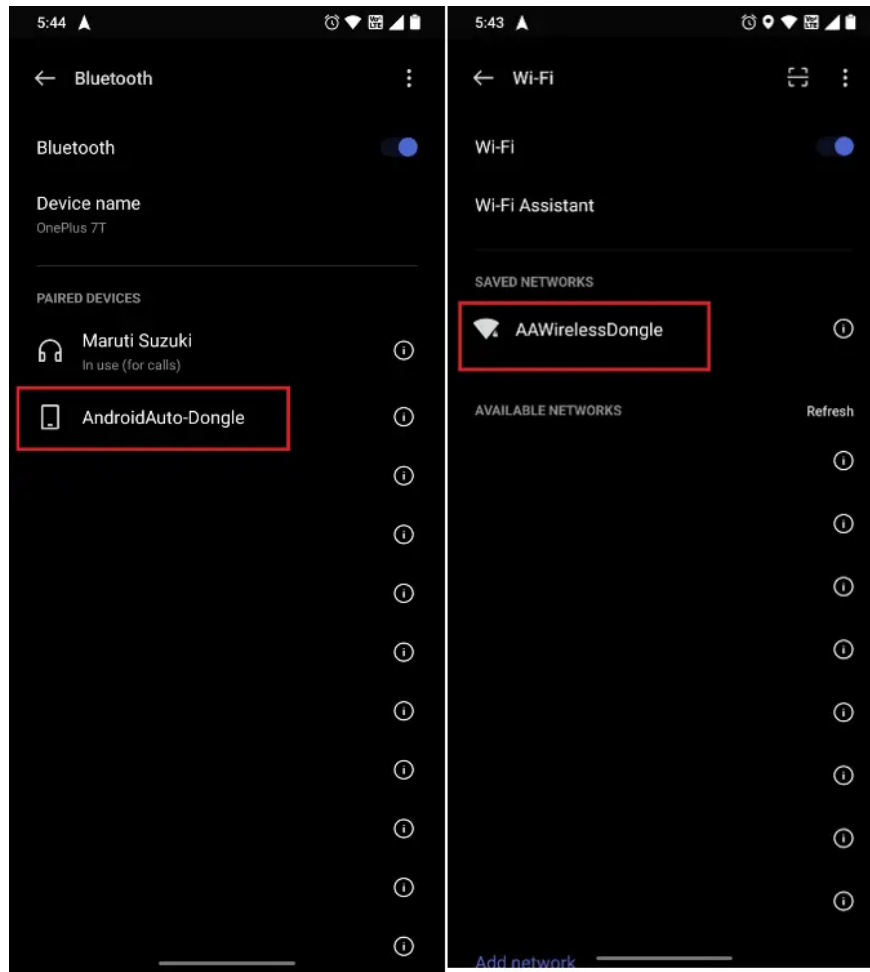 5:44
Bluetooth
Bluetooth
Device name
OnePlus 7T
PAIRED DEVICES
Maruti Suzuki
In use (for calls)
AndroidAuto-Dongle
5:43
Wi-Fi
Wi-Fi
Wi-Fi Assistant
SAVED NETWORKS
AAWirelessDongle
AVAILABLE NETWORKS Refresh
Add network